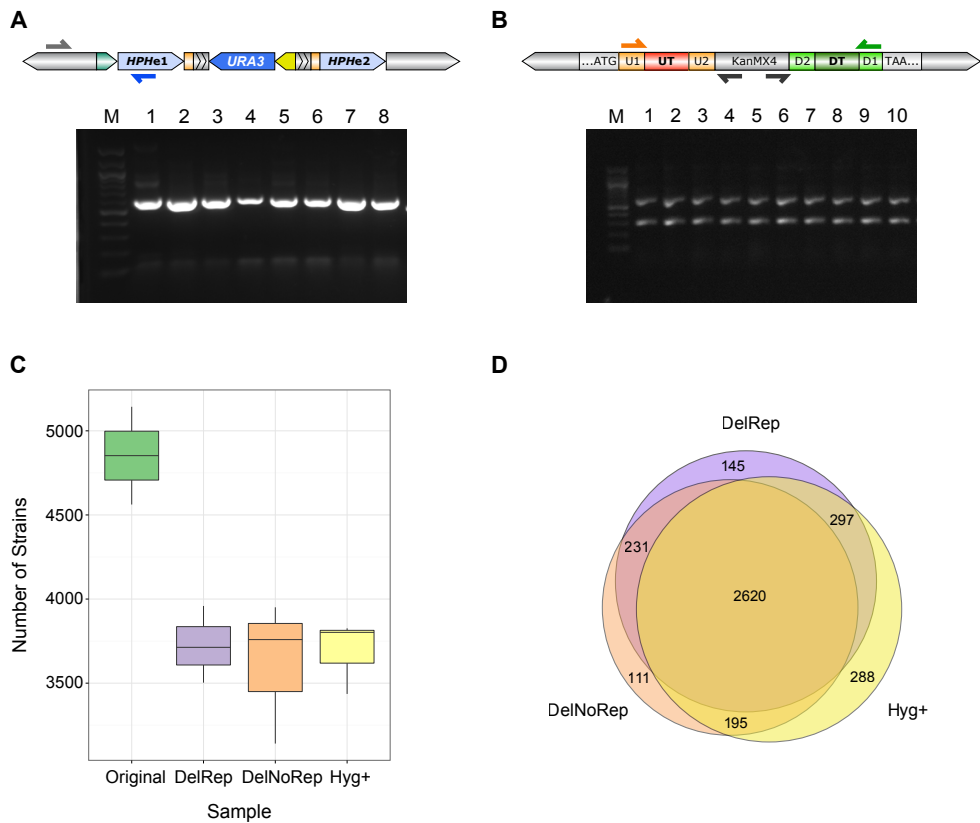 A
B
HPHe1 URA3 HPHe2
...ATG U1 UT U2 KanMX4 D2 DT D1 TAA...
M 1 2 3 4 5 6 7 8
M 1 2 3 4 5 6 7 8 9 10
C
D
5000
4500
4000
3500
Number of Strains
Original DelRep DelNoRep Hyg+
Sample
DelRep
145
297
231
2620
111
288
195
DelNoRep
Hyg+